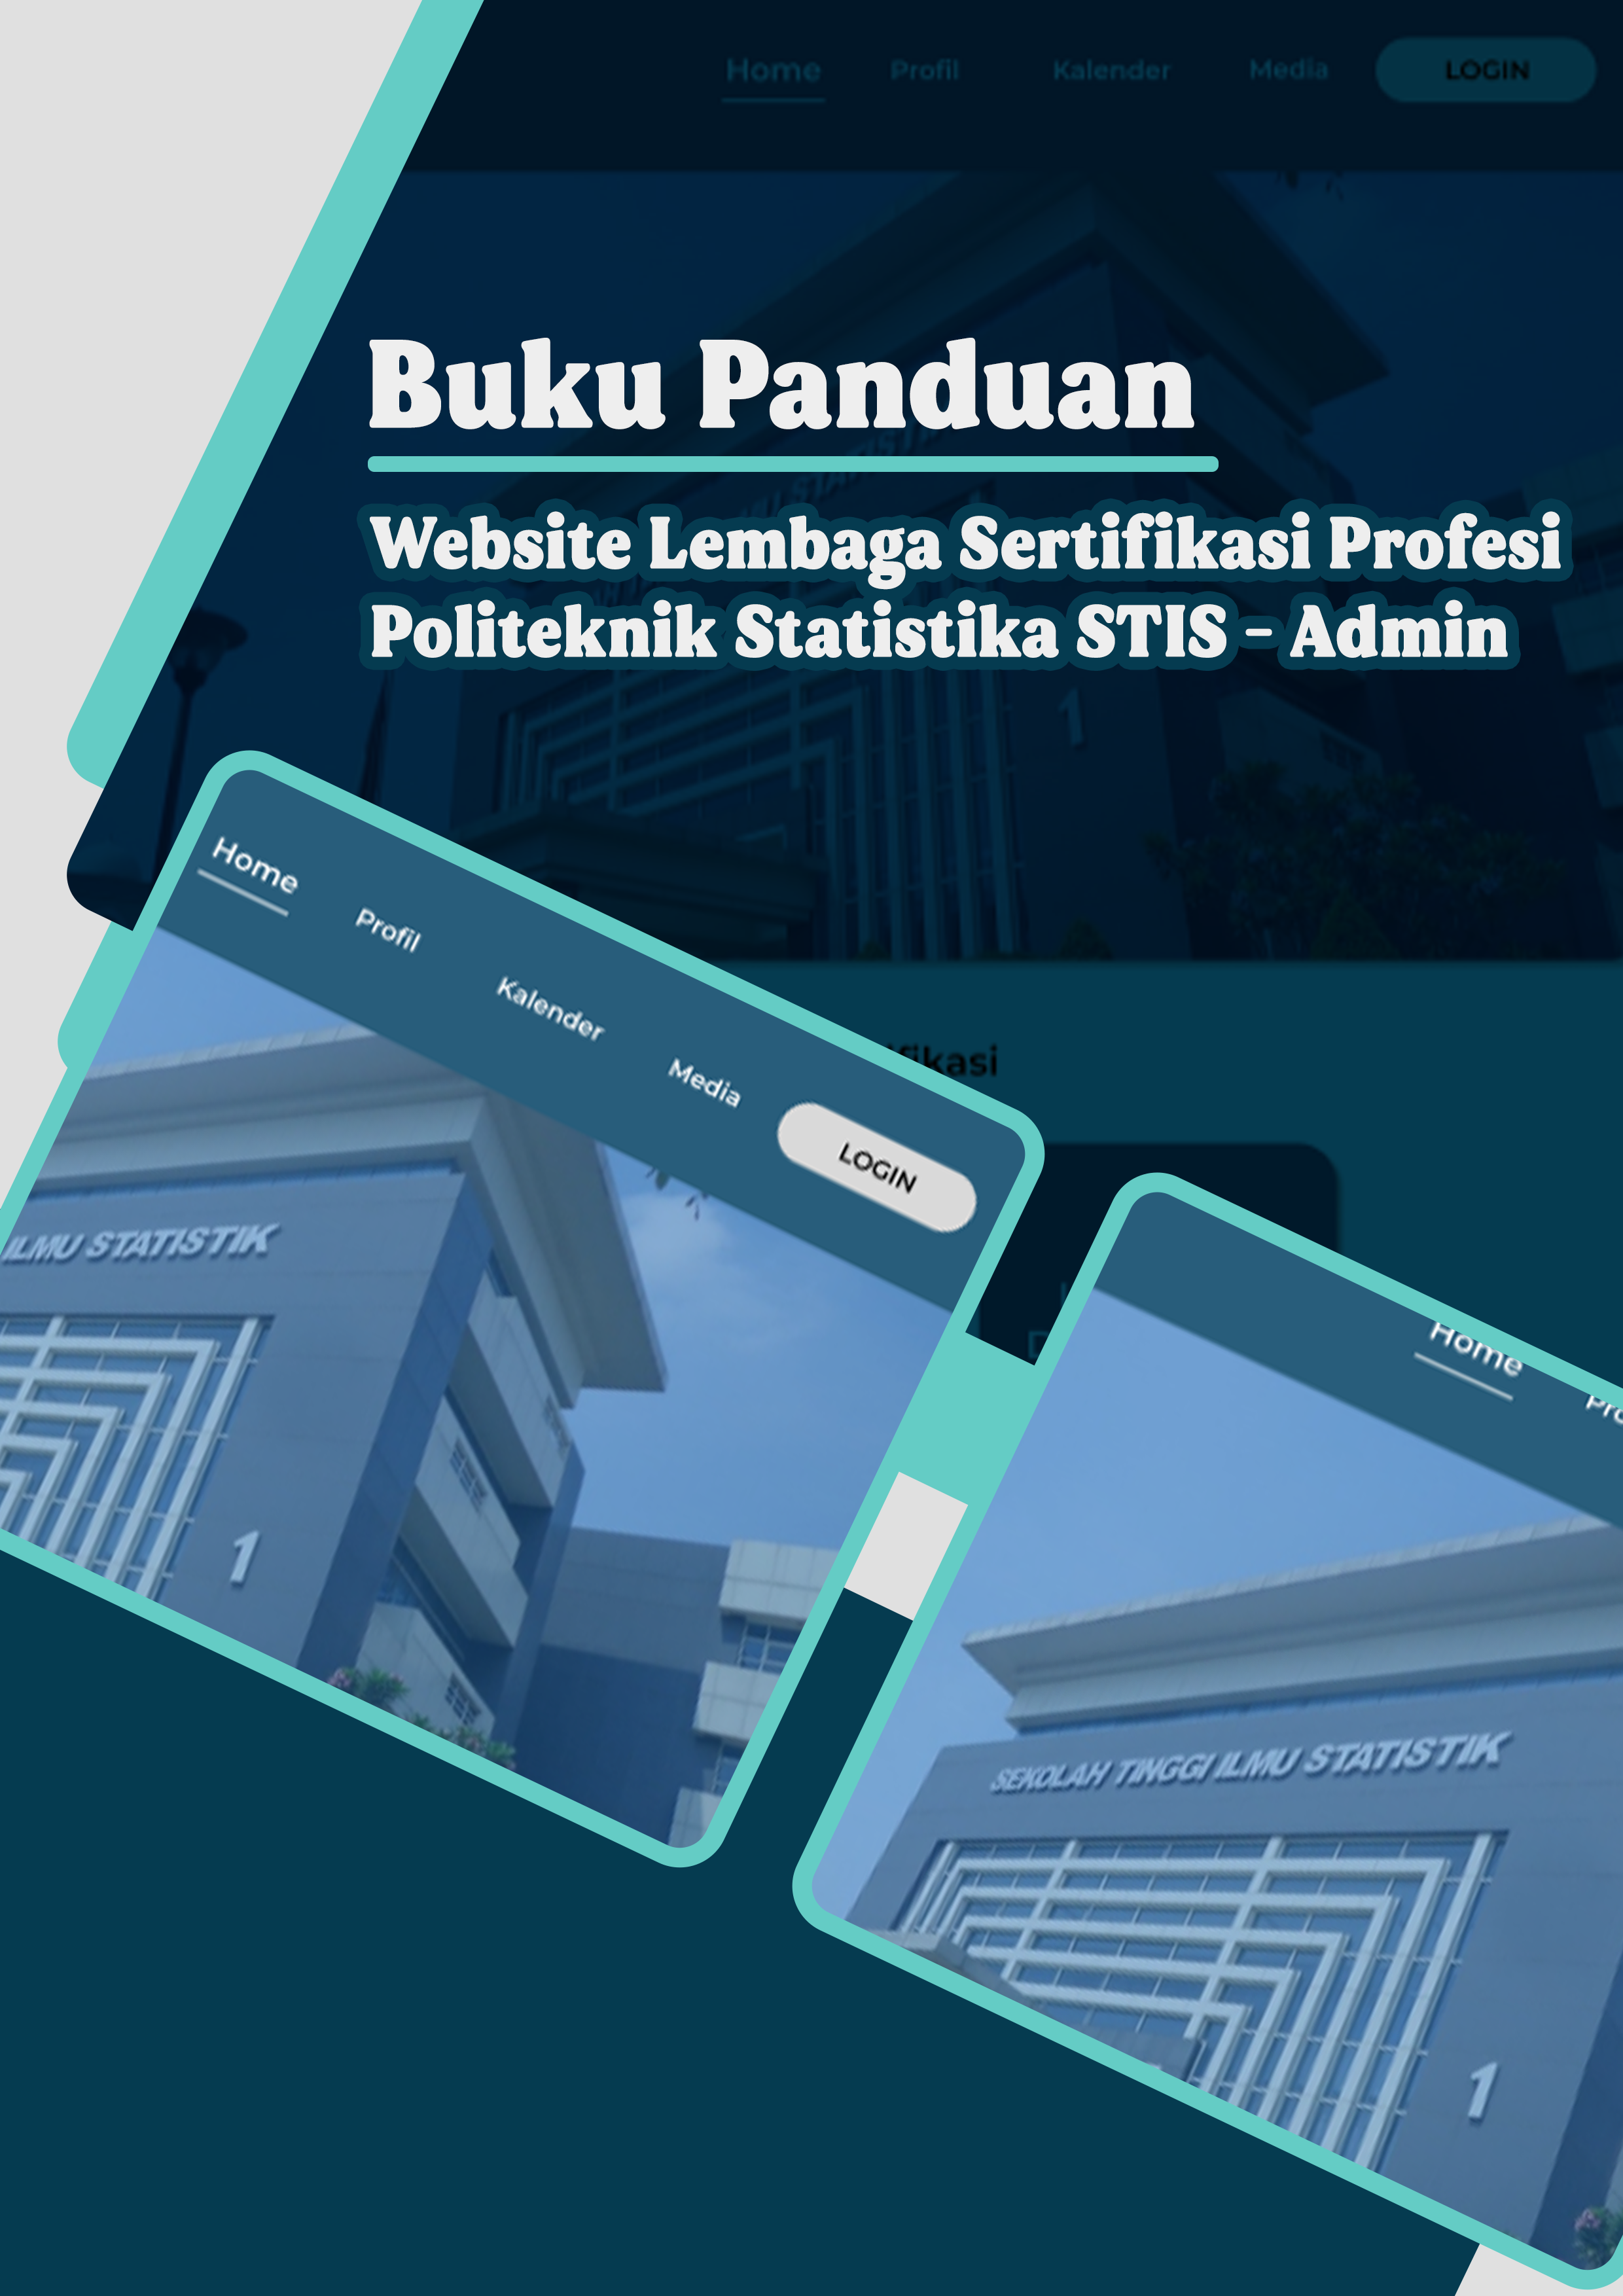 Home Profil Kalender Media LOGIN
Buku Panduan
Website Lembaga Sertifikasi Profesi
Politeknik Statistika STIS – Admin
1
Home Profil Kalender Media LOGIN
ILMU STATISTIK
1
Home
SEKOLAH TINGGI ILMU STATISTIK
1